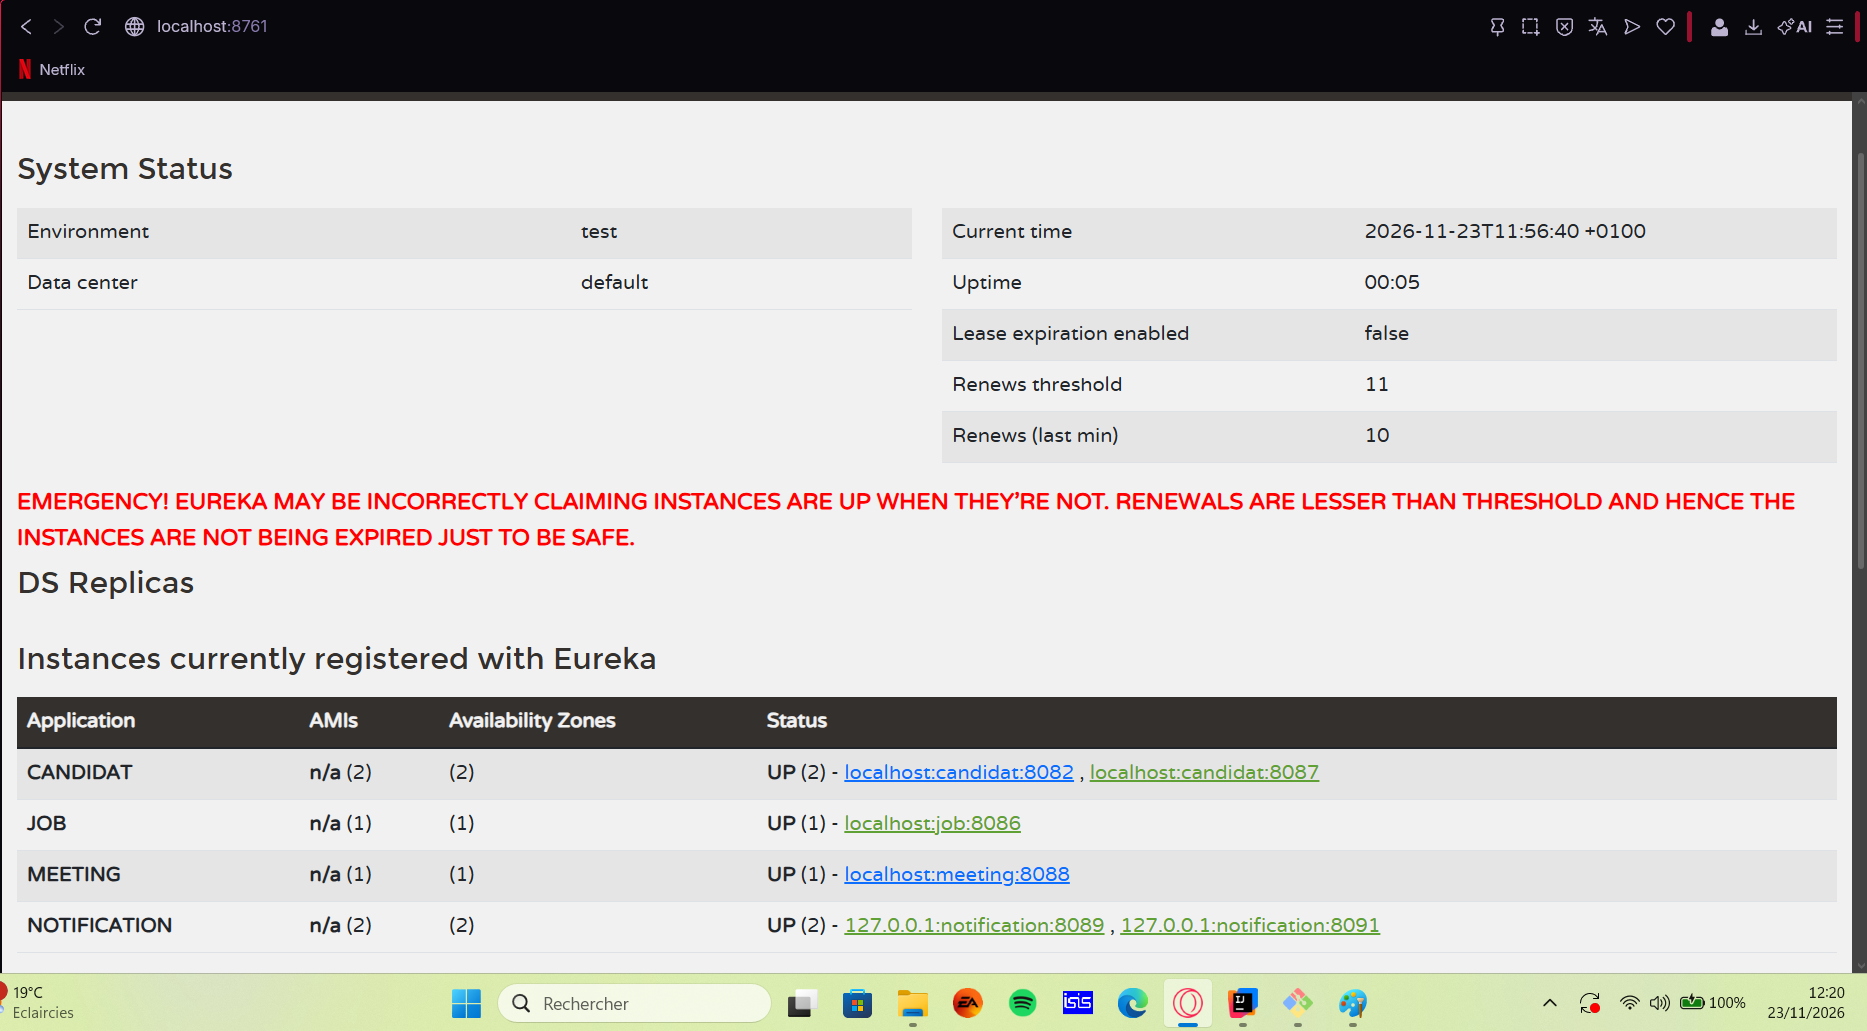 localhost:8761
AI
Netflix
System Status
Environment test
Data center default
Current time 2026-11-23T11:56:40 +0100
Uptime 00:05
Lease expiration enabled false
Renews threshold 11
Renews (last min) 10
EMERGENCY! EUREKA MAY BE INCORRECTLY CLAIMING INSTANCES ARE UP WHEN THEY’RE NOT. RENEWALS ARE LESSER THAN THRESHOLD AND HENCE THE
INSTANCES ARE NOT BEING EXPIRED JUST TO BE SAFE.
DS Replicas
Instances currently registered with Eureka
Application AMIs Availability Zones Status
CANDIDAT n/a (2) (2) UP (2) - localhost:candidat:8082 , localhost:candidat:8087
JOB n/a (1) (1) UP (1) - localhost:job:8086
MEETING n/a (1) (1) UP (1) - localhost:meeting:8088
NOTIFICATION n/a (2) (2) UP (2) - 127.0.0.1:notification:8089 , 127.0.0.1:notification:8091
19°C
Eclaircies
Rechercher
EA
isis
IJ
100%
12:20
23/11/2026